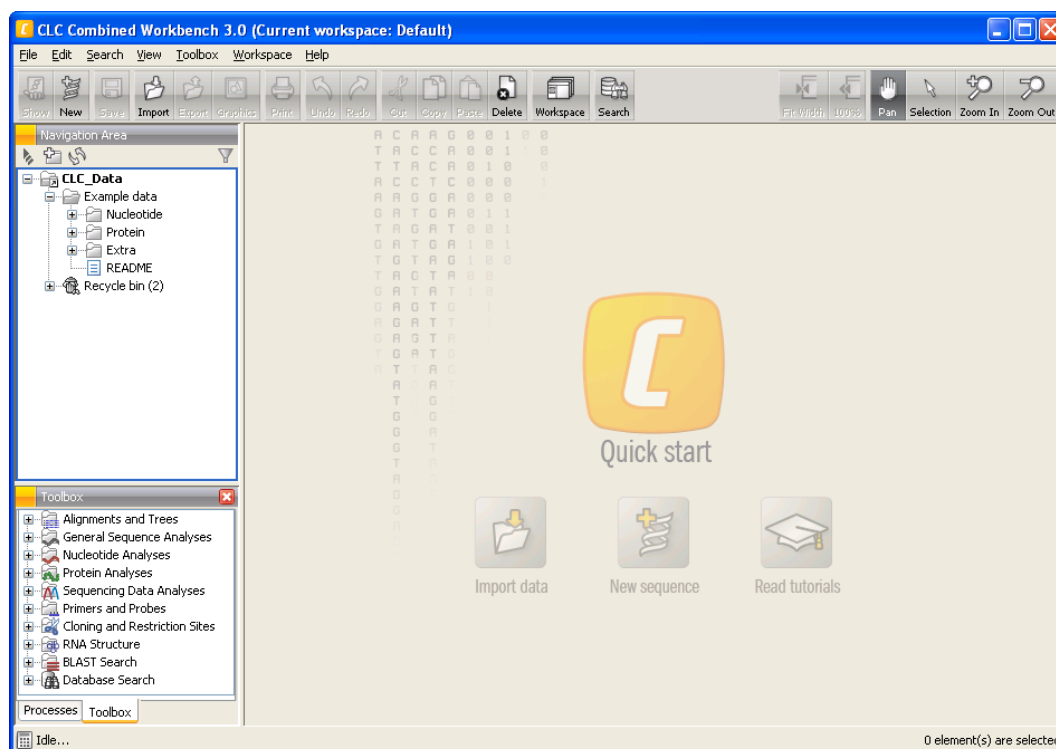 CLC Combined Workbench 3.0 (Current workspace: Default)
File Edit Search View Toolbox Workspace Help
Show New Save Import Export Graphics Print Undo Redo Cut Copy Paste Delete Workspace Search Fit Width 100% Pan Selection Zoom In Zoom Out
Navigation Area
CLC_Data
Example data
Nucleotide
Protein
Extra
README
Recycle bin (2)
Quick start
Import data New sequence Read tutorials
Toolbox
Alignments and Trees
General Sequence Analyses
Nucleotide Analyses
Protein Analyses
Sequencing Data Analyses
Primers and Probes
Cloning and Restriction Sites
RNA Structure
BLAST Search
Database Search
Processes Toolbox
Idle... 0 element(s) are selected